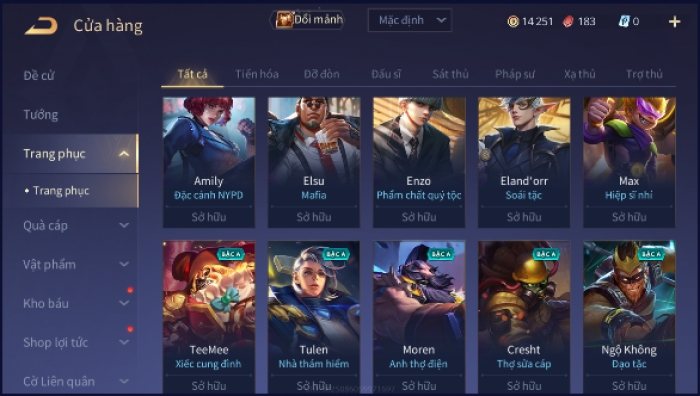 Cửa hàng
Đổi mảnh
Mặc định
14 251
183
0
Đề cử
Tướng
Trang phục
• Trang phục
Quà cáp
Vật phẩm
Kho báu
Shop lợi tức
Cờ Liên quân
Tất cả Tiến hóa Đỡ đòn Đấu sĩ Sát thủ Pháp sư Xạ thủ Trợ thủ
Amily
Đặc cảnh NYPD
Sở hữu
Elsu
Mafia
Sở hữu
Enzo
Phẩm chất quý tộc
Sở hữu
Eland'orr
Soái tặc
Sở hữu
Max
Hiệp sĩ nhí
Sở hữu
TeeMee
Xiếc cung đình
Sở hữu
BẬC A
Tulen
Nhà thám hiểm
Sở hữu
BẬC A
Moren
Anh thợ điện
Sở hữu
BẬC A
Cresht
Thợ sửa cáp
Sở hữu
BẬC A
Ngộ Không
Đạo tặc
Sở hữu
BẬC A